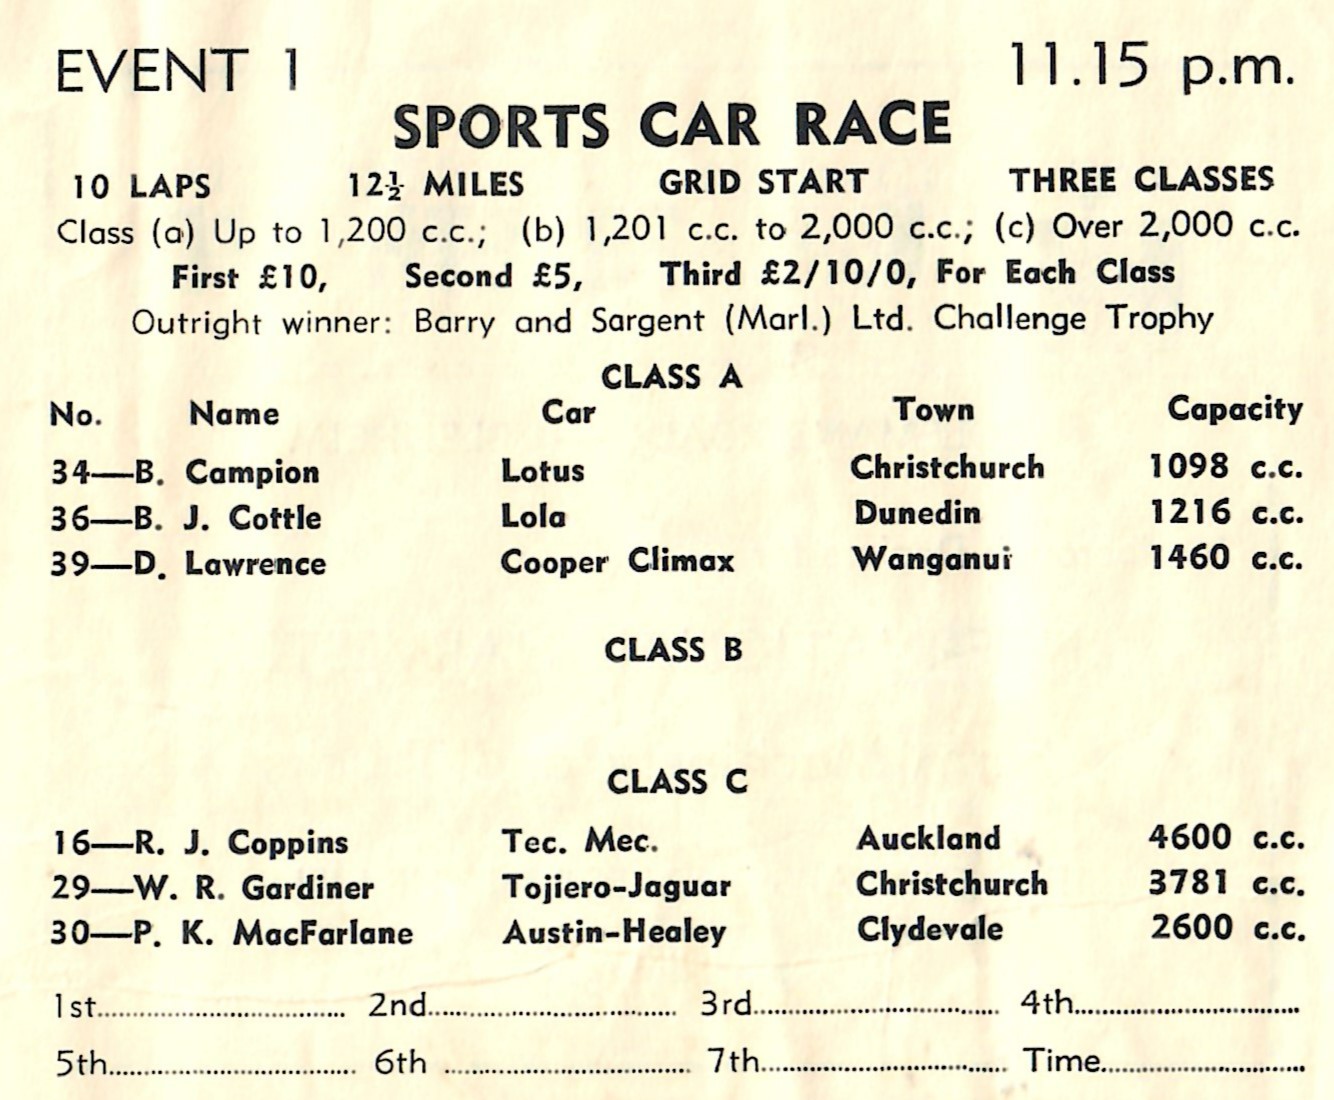 EVENT 1 11.15 p.m.
SPORTS CAR RACE
10 LAPS 12½ MILES GRID START THREE CLASSES
Class (a) Up to 1,200 c.c.; (b) 1,201 c.c. to 2,000 c.c.; (c) Over 2,000 c.c.
First £10, Second £5, Third £2/10/0, For Each Class
Outright winner: Barry and Sargent (Marl.) Ltd. Challenge Trophy
CLASS A
No. Name Car Town Capacity
34—B. Campion Lotus Christchurch 1098 c.c.
36—B. J. Cottle Lola Dunedin 1216 c.c.
39—D. Lawrence Cooper Climax Wanganui 1460 c.c.
CLASS B
CLASS C
16—R. J. Coppins Tec. Mec. Auckland 4600 c.c.
29—W. R. Gardiner Tojiero-Jaguar Christchurch 3781 c.c.
30—P. K. MacFarlane Austin-Healey Clydevale 2600 c.c.
1st.............................. 2nd.............................. 3rd.............................. 4th..............................
5th.............................. 6th .............................. 7th.............................. Time..............................